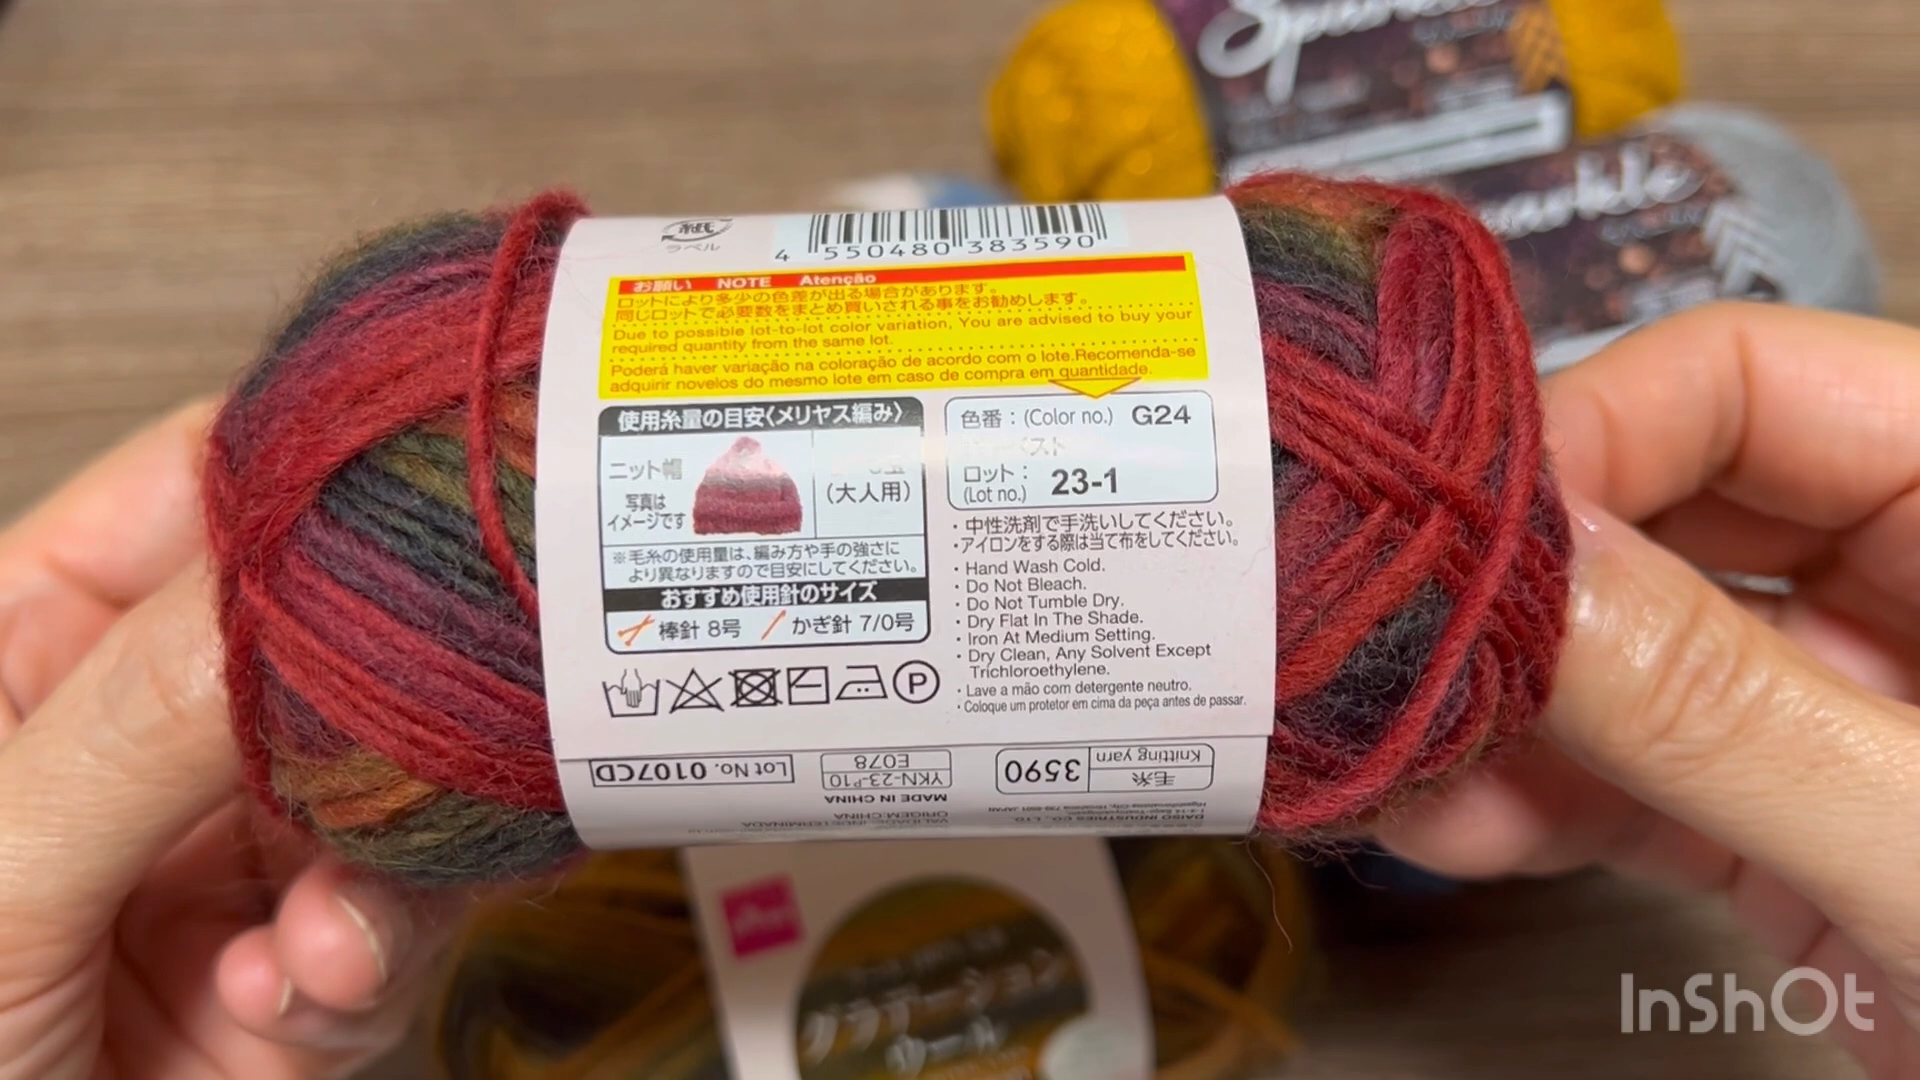 Sparkle
紙
ラベル
4 550480 383590
お願い NOTE Atenção
ロットにより多少の色差が出る場合があります。
同じロットで必要数をまとめ買いされる事をお勧めします。
Due to possible lot-to-lot color variation, You are advised to buy your
required quantity from the same lot.
Poderá haver variação na coloração de acordo com o lote.Recomenda-se
adquirir novelos do mesmo lote em caso de compra em quantidade.
使用糸量の目安〈メリヤス編み〉
ニット帽
写真は
イメージです
(大人用)
※毛糸の使用量は、編み方や手の強さに
より異なりますので目安にしてください。
おすすめ使用針のサイズ
棒針 8号 かぎ針 7/0号
P
色番：(Color no.) G24
ロット：
(Lot no.) 23-1
・中性洗剤で手洗いしてください。
・アイロンをする際は当て布をしてください。
・Hand Wash Cold.
・Do Not Bleach.
・Do Not Tumble Dry.
・Dry Flat In The Shade.
・Iron At Medium Setting.
・Dry Clean, Any Solvent Except
Trichloroethylene.
・Lave a mão com detergente neutro.
・Coloque um protetor em cima da peça antes de passar.
毛糸
Knitting yarn
3590
YKN-23-P10
E078
Lot No. 0107CD
MADE IN CHINA
ORIGEM:CHINA
VALIDADE: INDETERMINADA
DAISO INDUSTRIES CO., LTD.
グラデーション
ウール
InShOt